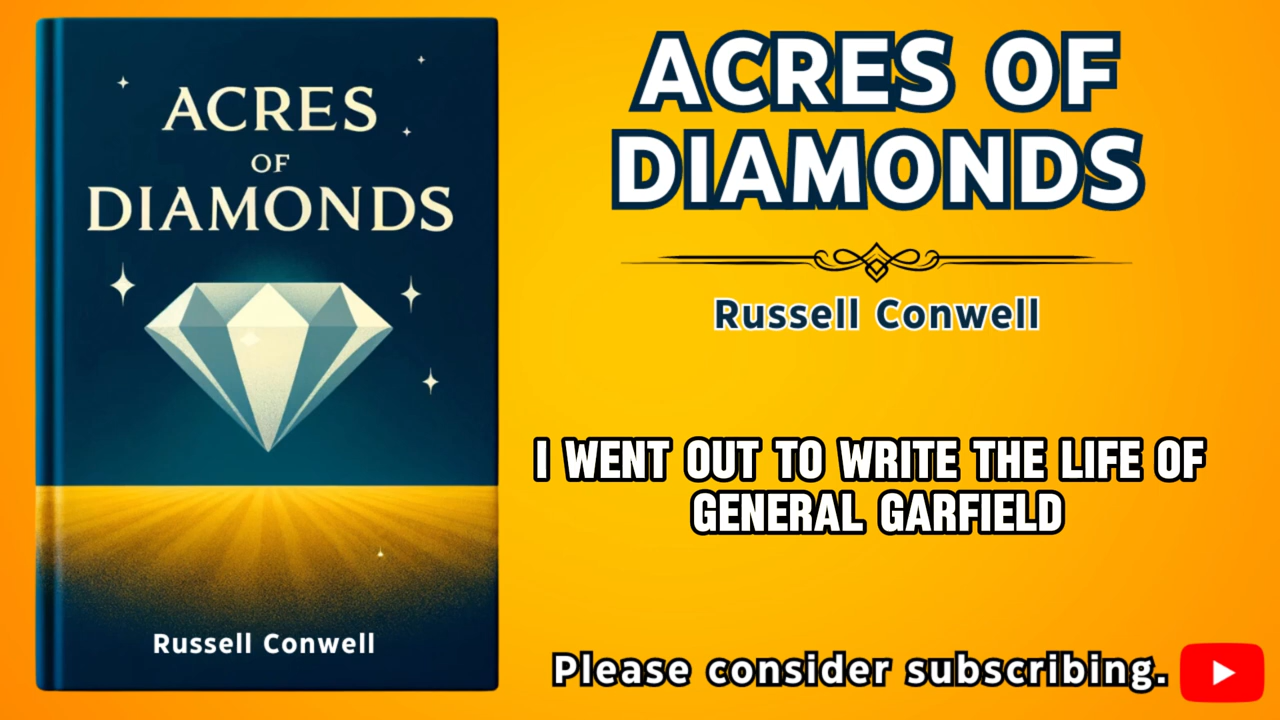 ACRES
OF
DIAMONDS
Russell Conwell
ACRES OF
DIAMONDS
Russell Conwell
I WENT OUT TO WRITE THE LIFE OF
GENERAL GARFIELD
Please consider subscribing.